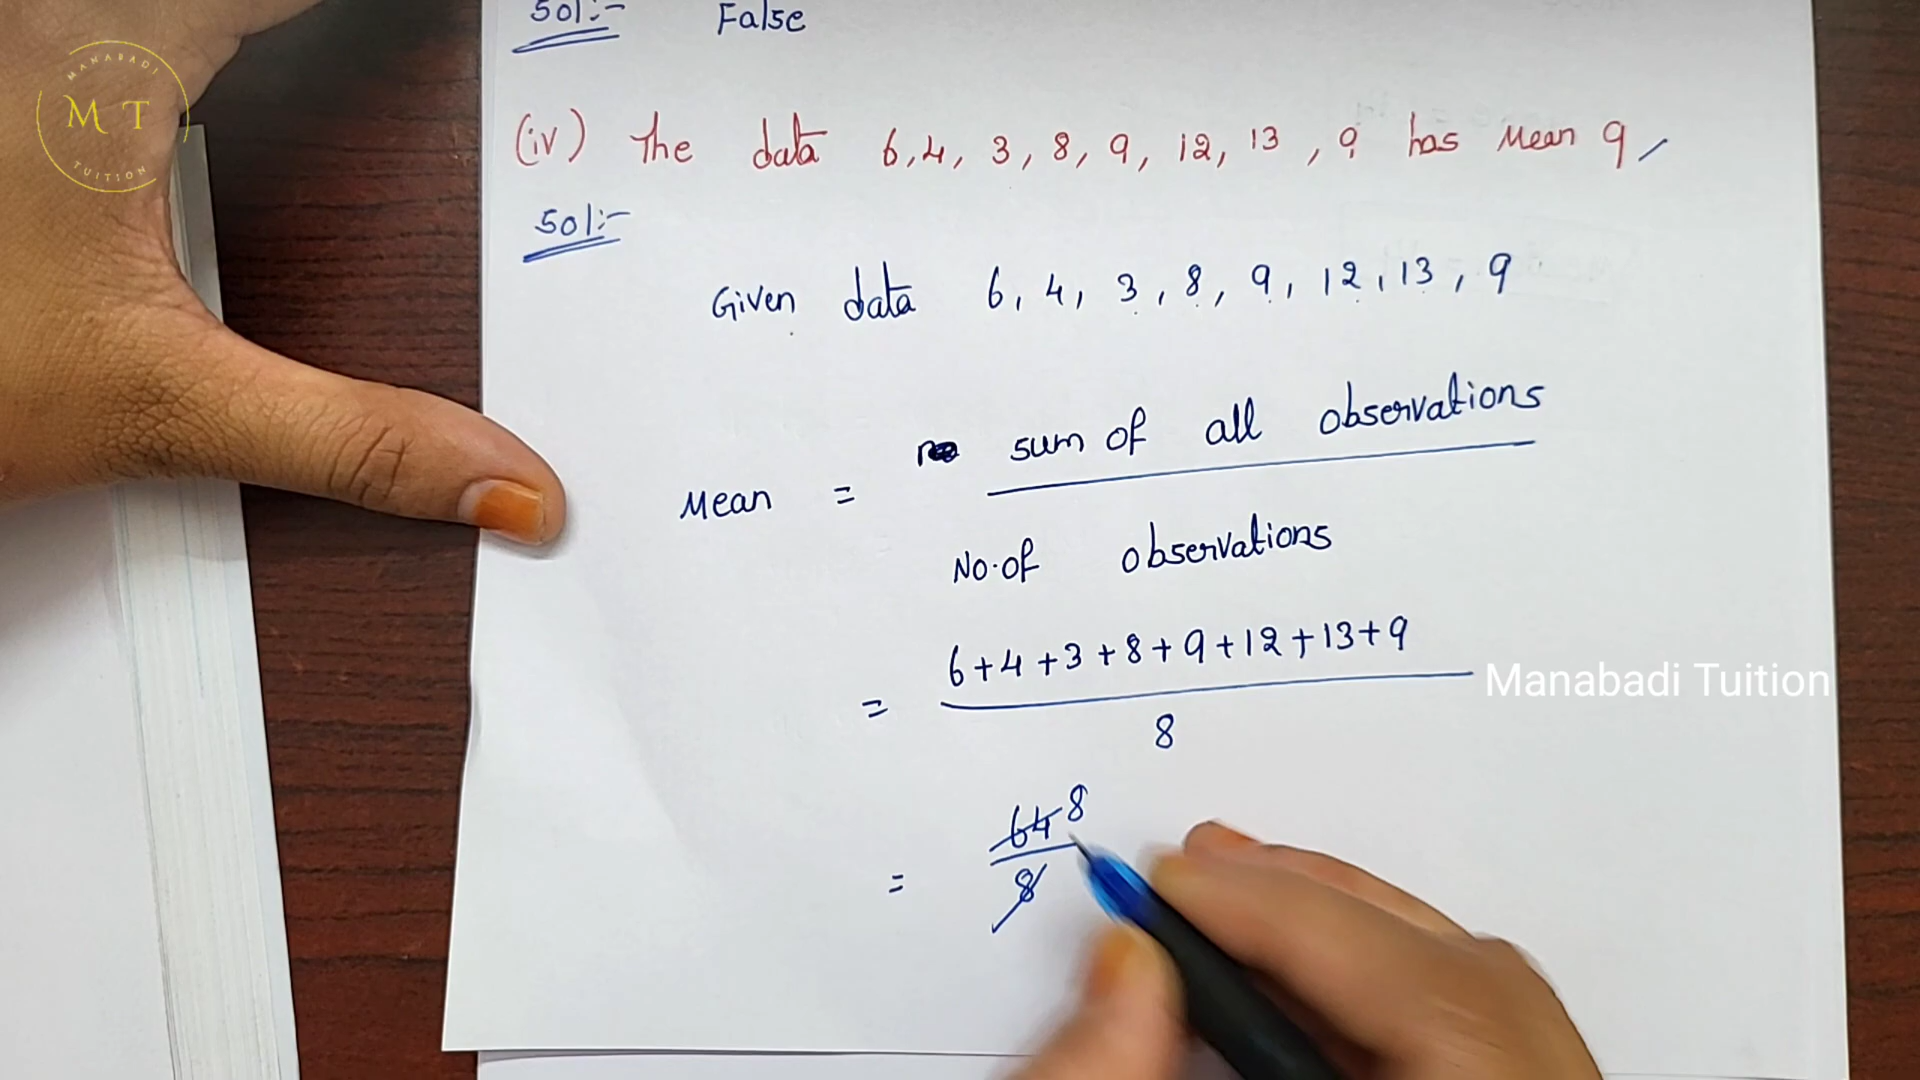 MANABADI
M T
TUITION
Sol:- False
(iv) The data 6, 4, 3, 8, 9, 12, 13, 9 has Mean 9,
Sol:-
Given data 6, 4, 3, 8, 9, 12, 13, 9
Mean = sum of all observations
No.of observations
= 6+4+3+8+9+12+13+9
8
Manabadi Tuition
= 64 8
8